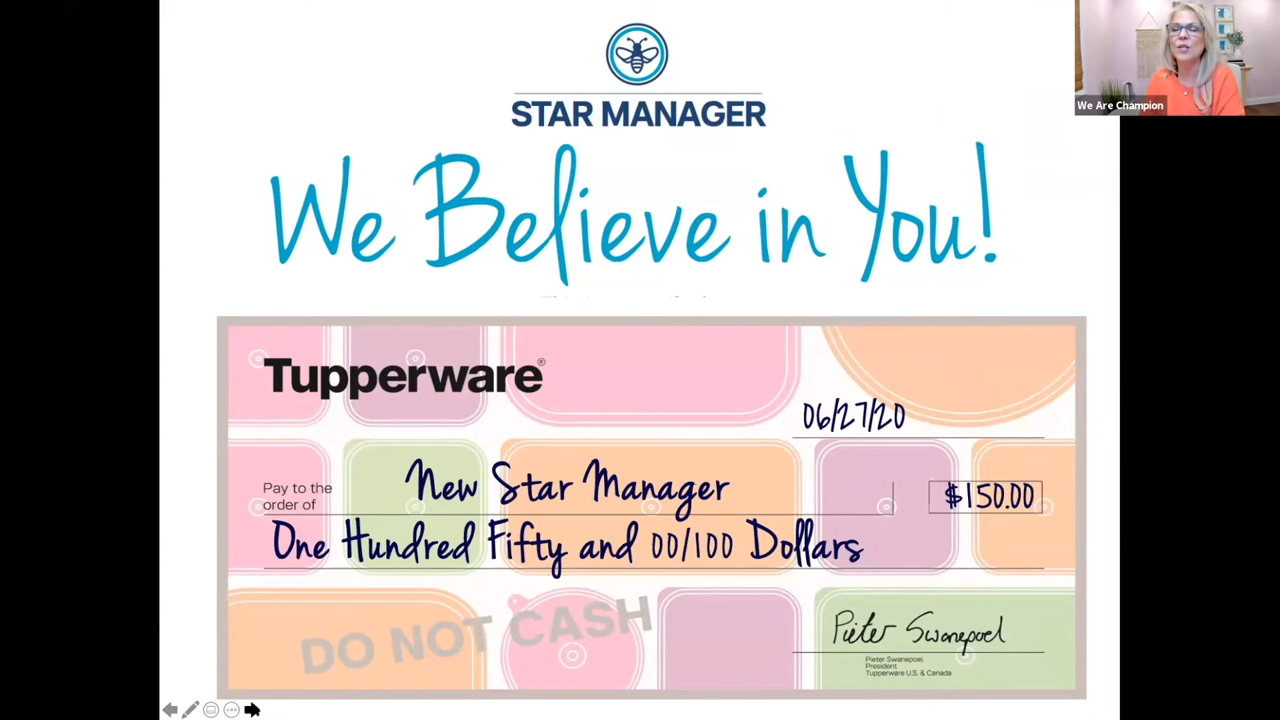 STAR MANAGER
We Are Champion
We Believe in You!
Tupperware®
06/27/20
Pay to the
order of
New Star Manager
$150.00
One Hundred Fifty and 00/100 Dollars
DO NOT CASH
Pieter Swanepoel
Pieter Swanepoel,
President
Tupperware U.S. & Canada